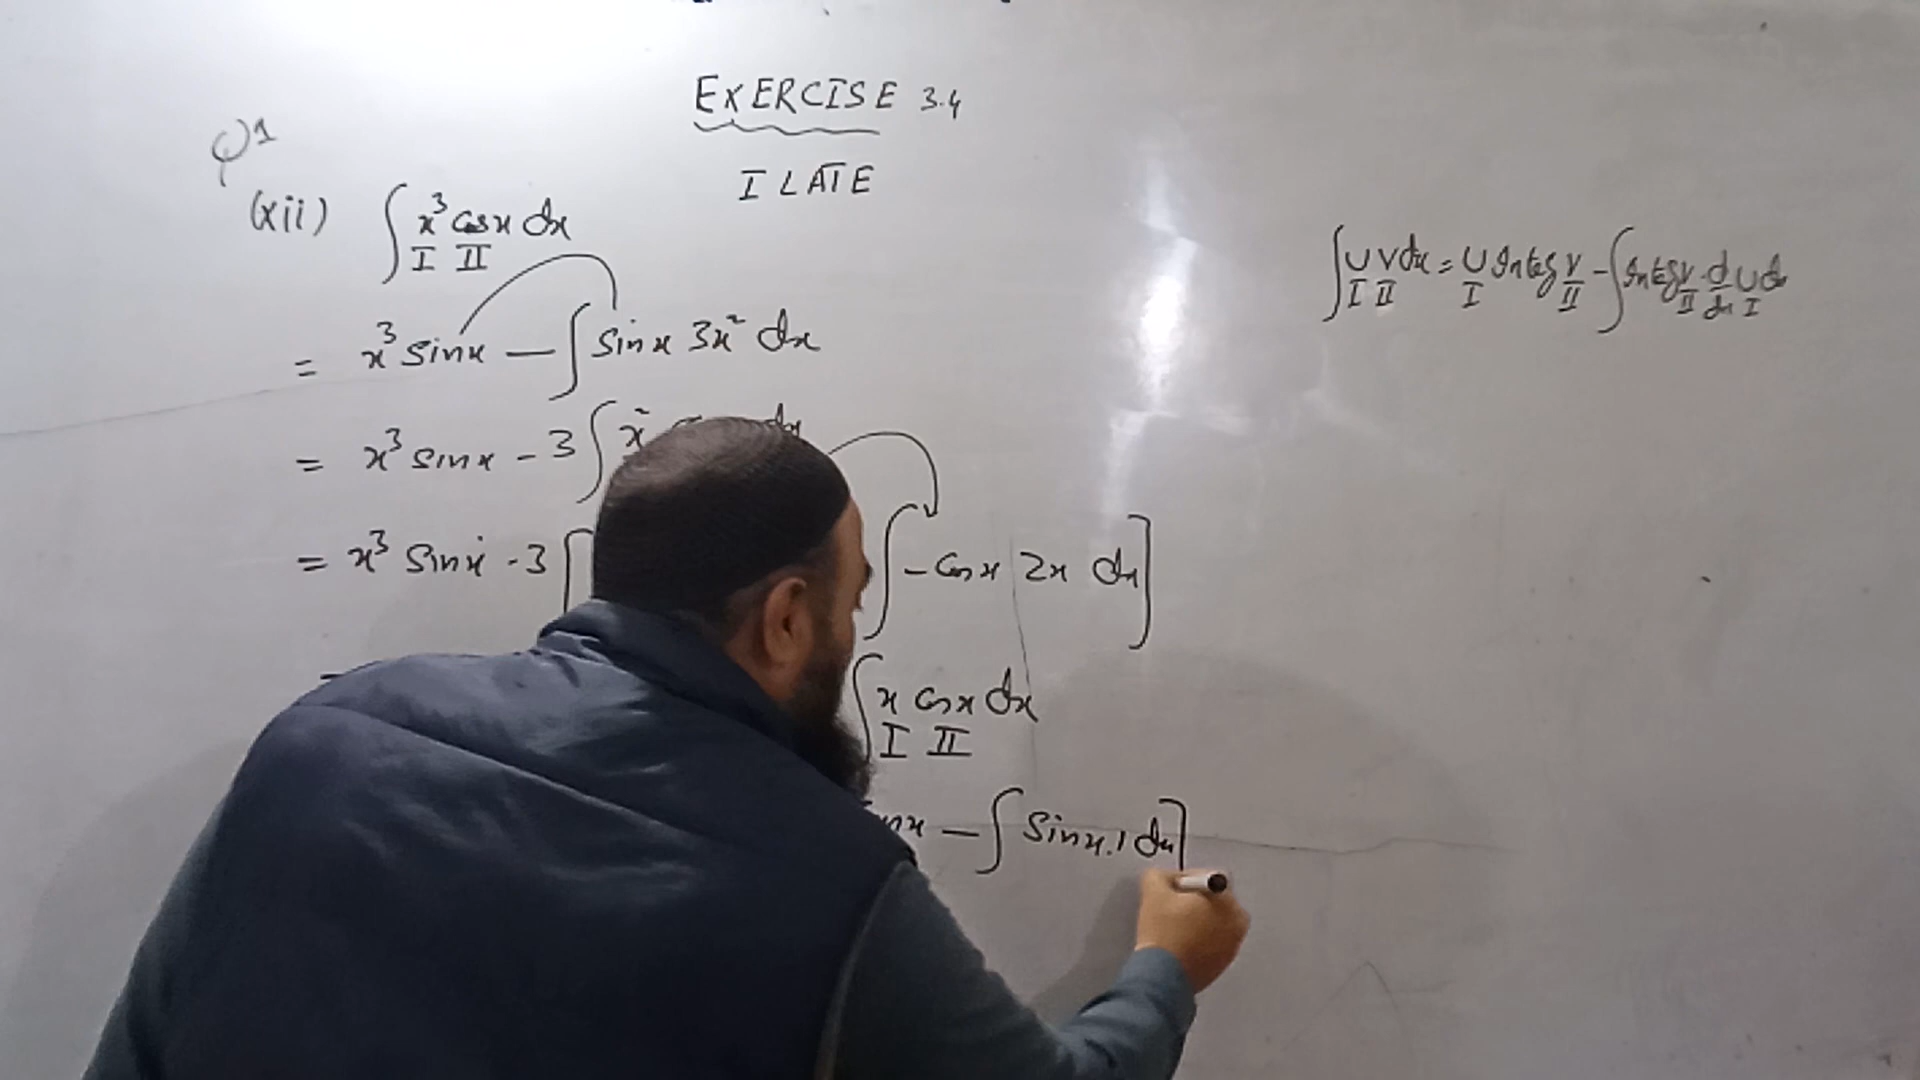 EXERCISE 3.4
Q1
I LATE
(xii) ∫ x³ Cosx dx
I II
∫ U V dx = U Integ V - ∫ Integ V . d/dx U dx
I II I II II I
= x³ Sinx — ∫ Sinx 3x² dx
= x³ Sinx - 3 ∫ x² dx
= x³ Sinx - 3 [ ∫ - Cosx 2x dx ]
∫ x Cosx dx
I II
nx — ∫ Sinx.1 dx ]